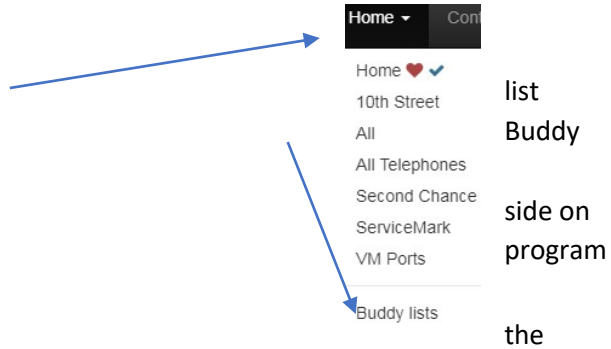 Home Cont
Home
10th Street
All
All Telephones
Second Chance
ServiceMark
VM Ports
Buddy lists
list
Buddy
side on
program
the